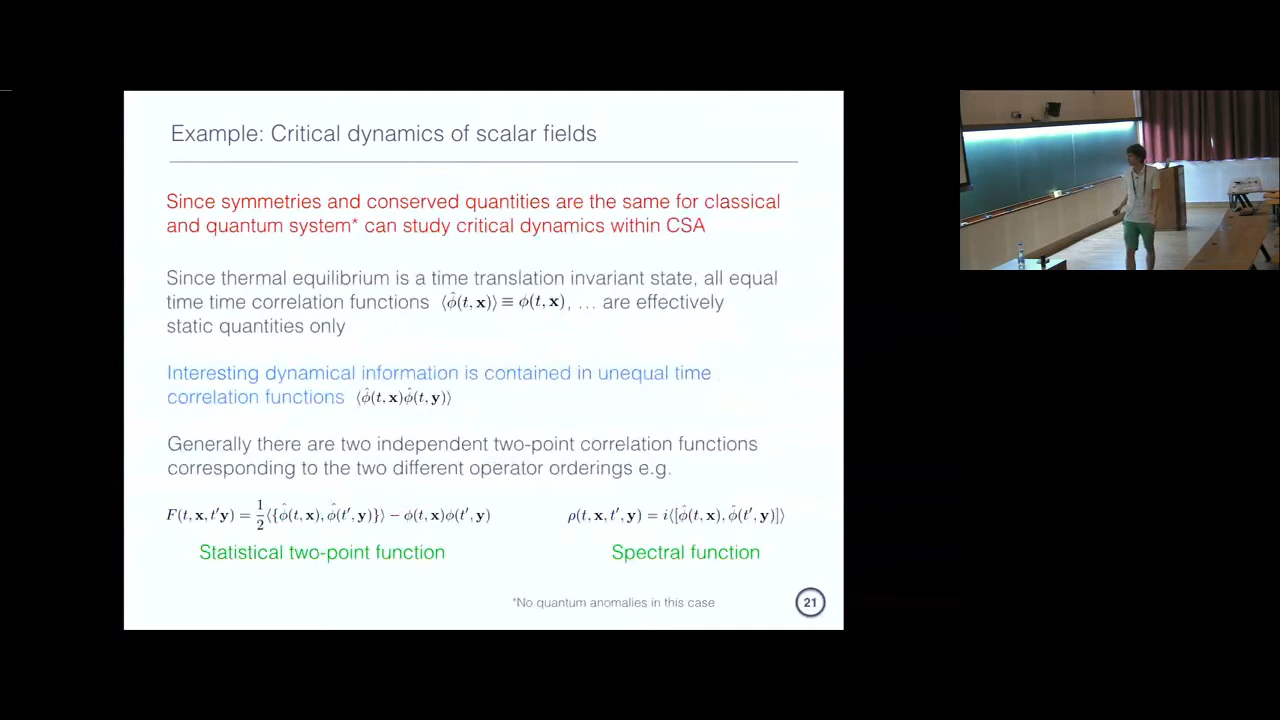 Example: Critical dynamics of scalar fields
Since symmetries and conserved quantities are the same for classical
and quantum system* can study critical dynamics within CSA
Since thermal equilibrium is a time translation invariant state, all equal
time time correlation functions ⟨φ̂(t, x)⟩ ≡ φ(t, x), … are effectively
static quantities only
Interesting dynamical information is contained in unequal time
correlation functions ⟨φ̂(t, x)φ̂(t, y)⟩
Generally there are two independent two-point correlation functions
corresponding to the two different operator orderings e.g.
F(t, x, t′y) = 1/2 ⟨{φ̂(t, x), φ̂(t′, y)}⟩ − φ(t, x)φ(t′, y) ρ(t, x, t′, y) = i⟨[φ̂(t, x), φ̂(t′, y)]⟩
Statistical two-point function Spectral function
*No quantum anomalies in this case 21